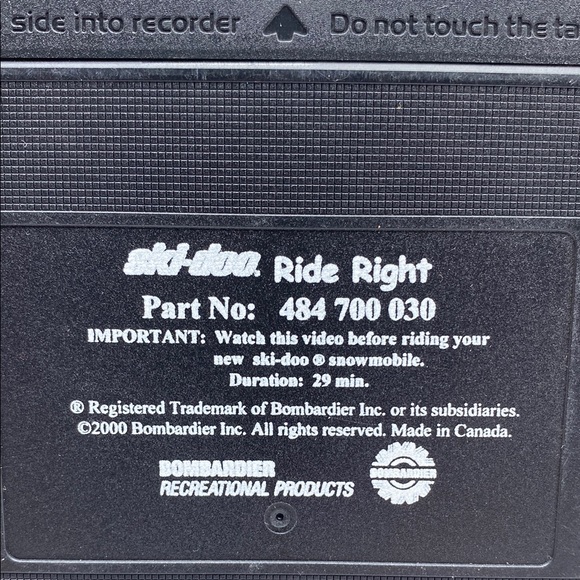 side into recorder Do not touch the ta
ski-doo. Ride Right
Part No: 484 700 030
IMPORTANT: Watch this video before riding your
new ski-doo ® snowmobile.
Duration: 29 min.
® Registered Trademark of Bombardier Inc. or its subsidiaries.
©2000 Bombardier Inc. All rights reserved. Made in Canada.
BOMBARDIER BOMBARDIER
RECREATIONAL PRODUCTS